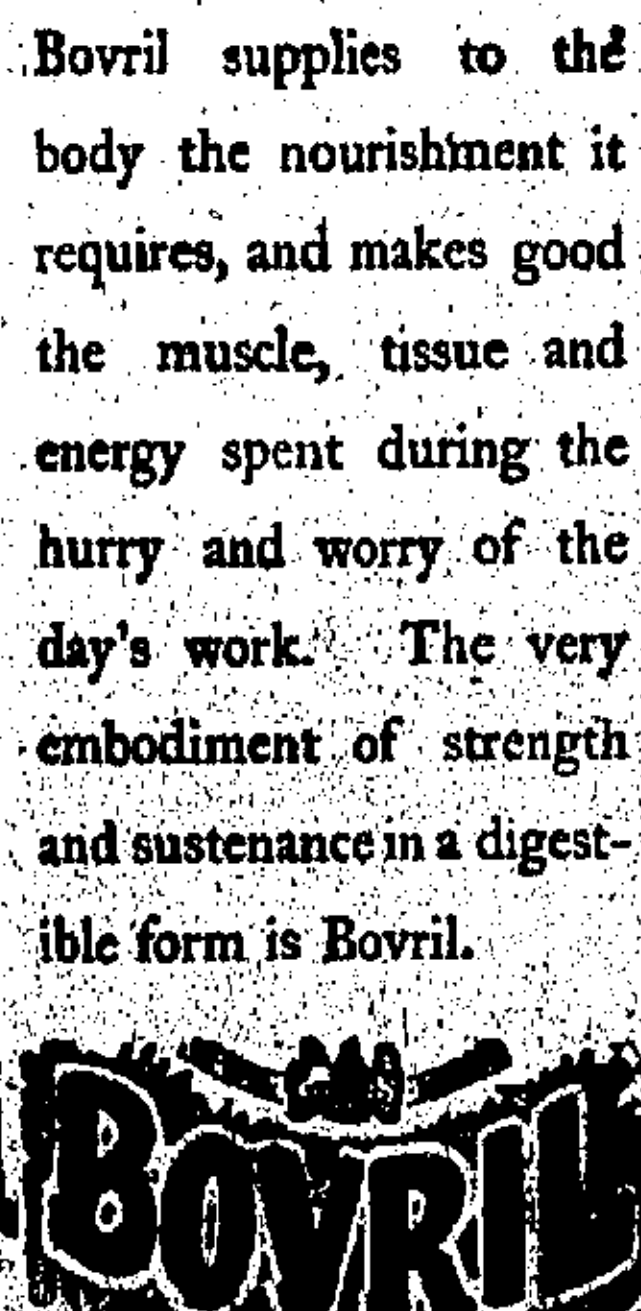 Bovril supplies to the
body the nourishment it
requires, and makes good
the muscle, tissue and
energy spent during the
hurry and worry of the
day's work. The very
embodiment of strength
and sustenance in a digest-
ible form is Bovril.
BOVRIL